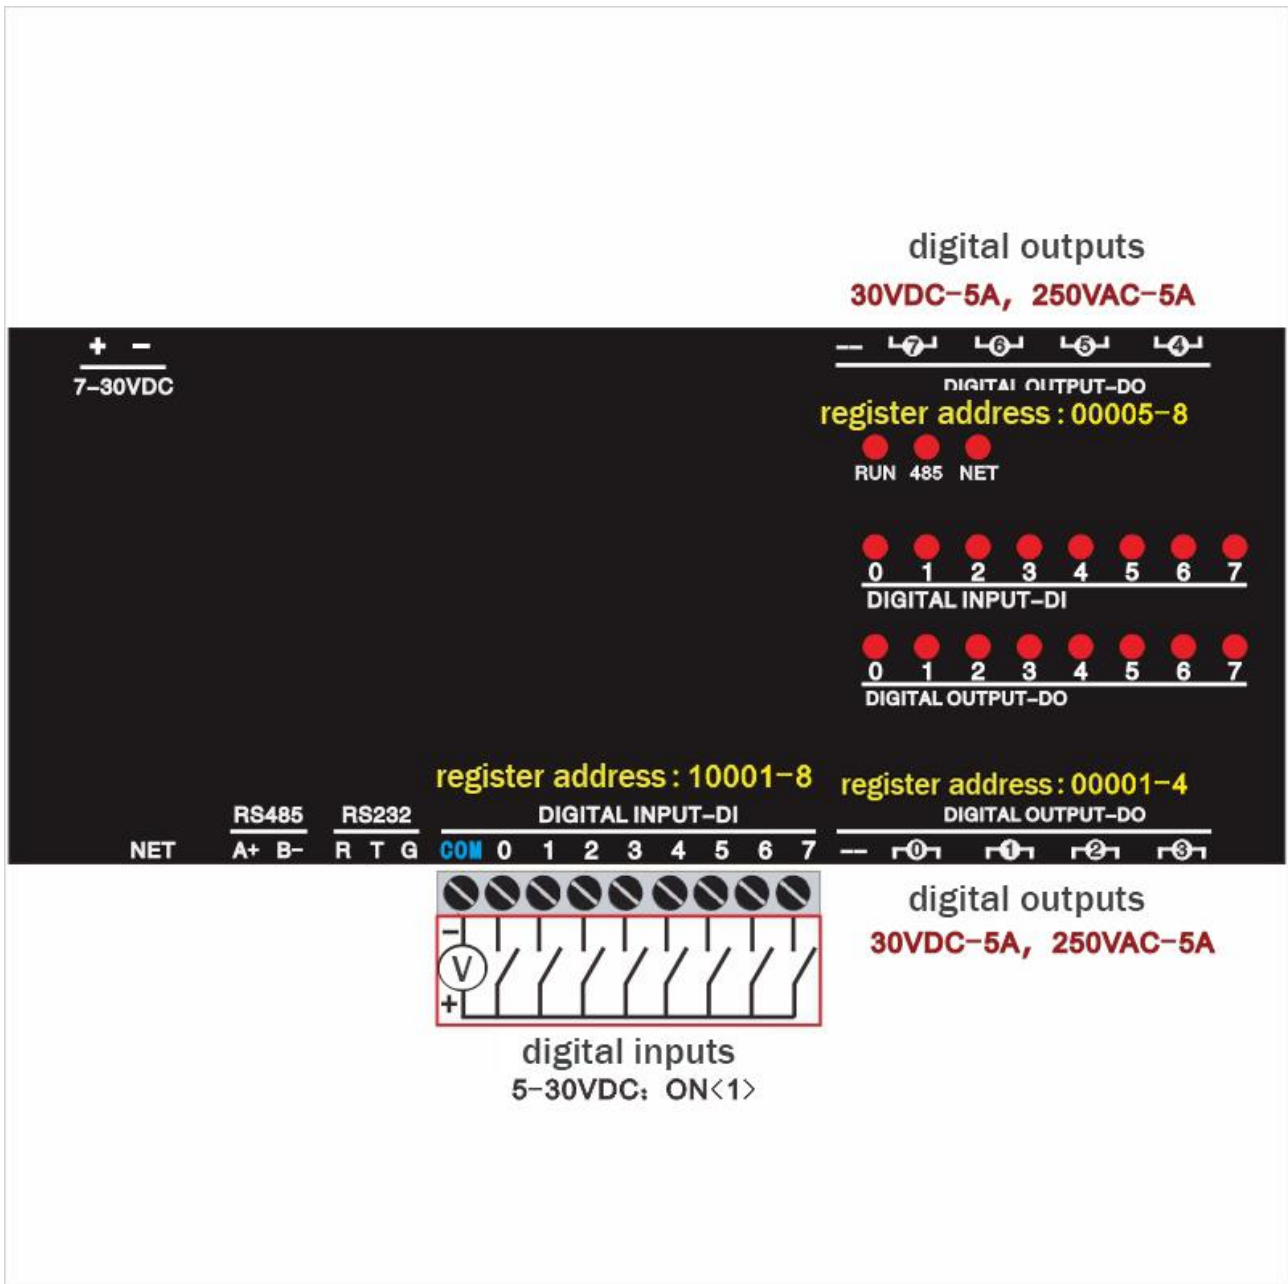 digital outputs
30VDC-5A, 250VAC-5A
+ -
7-30VDC
-- 7 6 5 4
DIGITAL OUTPUT-DO
register address : 00005-8
RUN 485 NET
0 1 2 3 4 5 6 7
DIGITAL INPUT-DI
0 1 2 3 4 5 6 7
DIGITAL OUTPUT-DO
register address : 10001-8
register address : 00001-4
RS485 RS232 DIGITAL INPUT-DI DIGITAL OUTPUT-DO
NET A+ B- R T G COM 0 1 2 3 4 5 6 7 -- 0 1 2 3
-
V
+
digital outputs
30VDC-5A, 250VAC-5A
digital inputs
5-30VDC: ON<1>